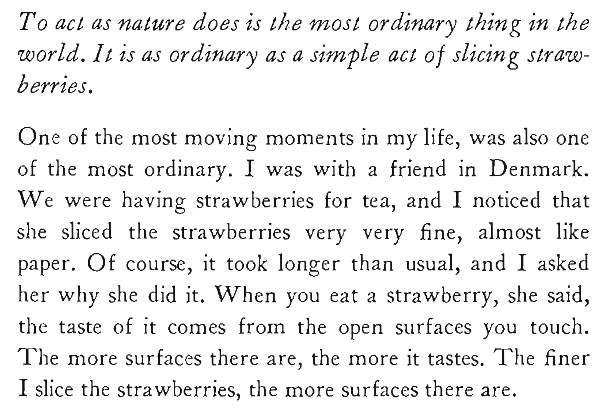 To act as nature does is the most ordinary thing in the
world. It is as ordinary as a simple act of slicing straw-
berries.
One of the most moving moments in my life, was also one
of the most ordinary. I was with a friend in Denmark.
We were having strawberries for tea, and I noticed that
she sliced the strawberries very very fine, almost like
paper. Of course, it took longer than usual, and I asked
her why she did it. When you eat a strawberry, she said,
the taste of it comes from the open surfaces you touch.
The more surfaces there are, the more it tastes. The finer
I slice the strawberries, the more surfaces there are.